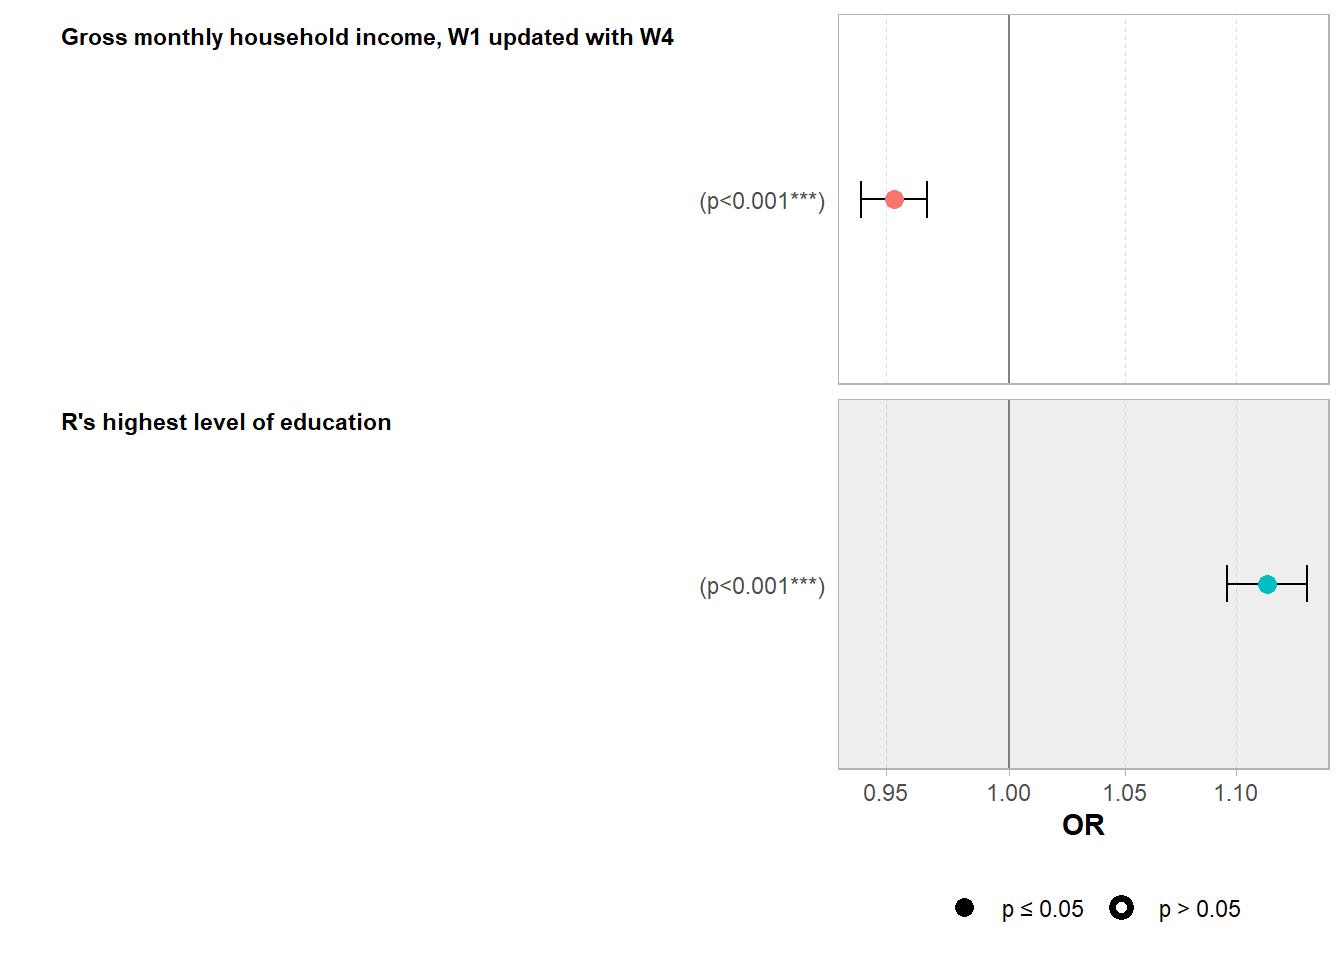 Gross monthly household income, W1 updated with W4
(p<0.001***)
R's highest level of education
(p<0.001***)
0.95 1.00 1.05 1.10
OR
p ≤ 0.05 p > 0.05